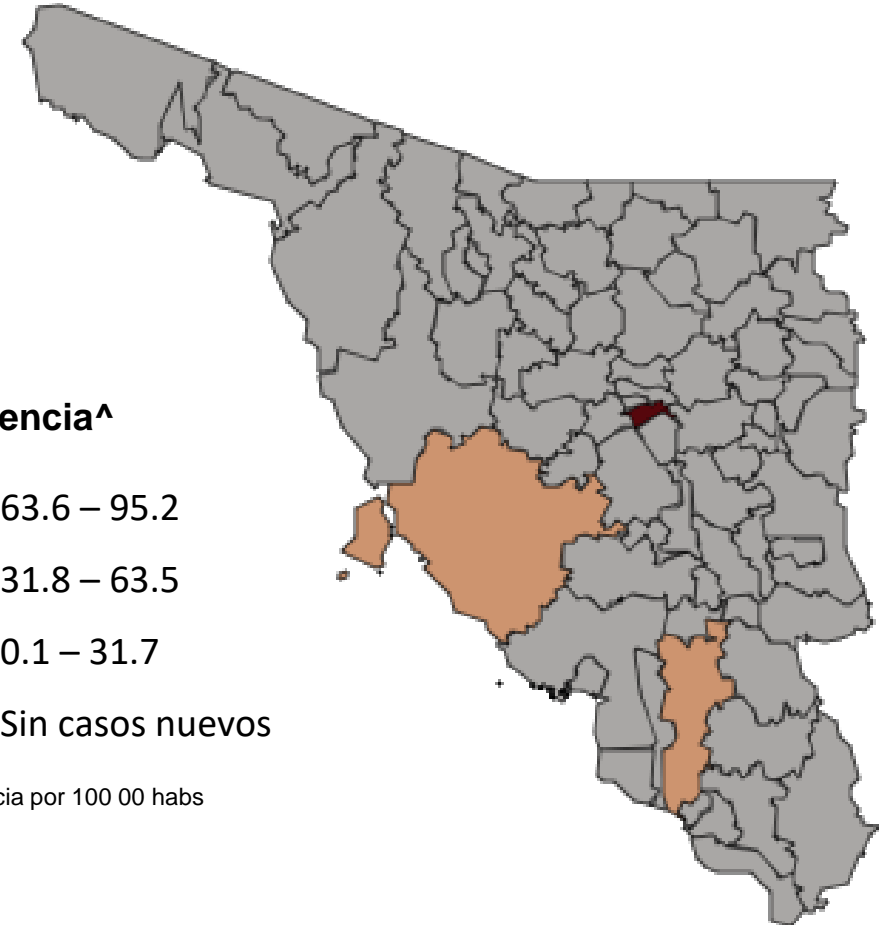 encia^
63.6 – 95.2
31.8 – 63.5
0.1 – 31.7
Sin casos nuevos
cia por 100 00 habs